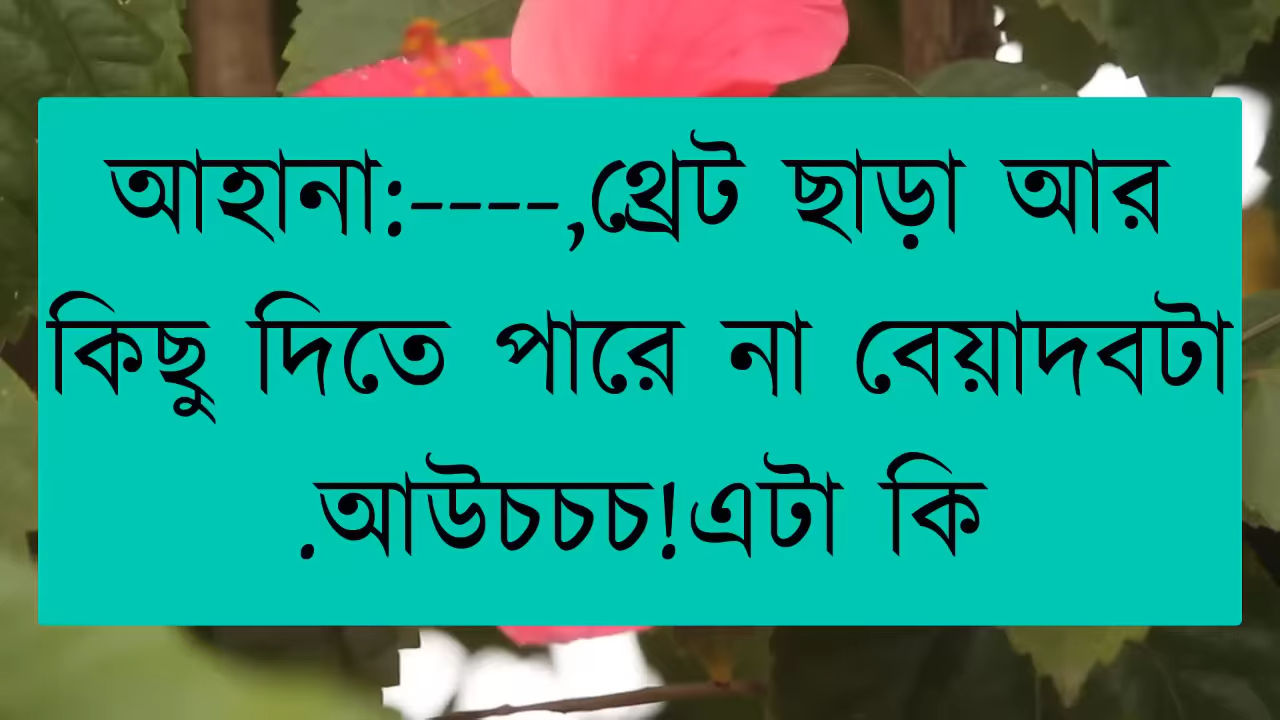 আহানা:----,থ্রেট ছাড়া আর
কিছু দিতে পারে না বেয়াদবটা
.আউচচচ!এটা কি